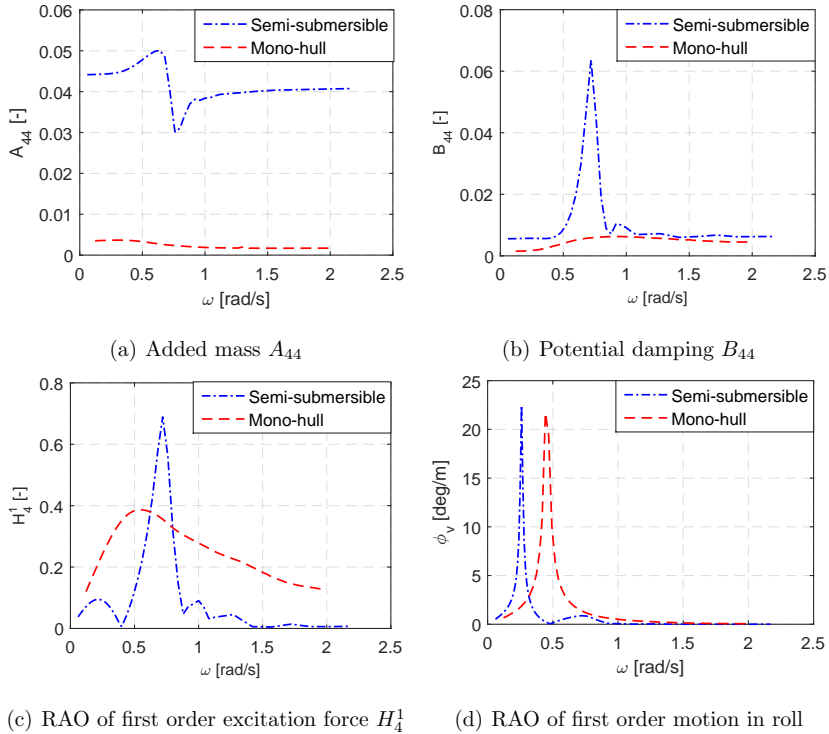 0.06
0.05
0.04
0.03
0.02
0.01
0
A44 [-]
Semi-submersible
Mono-hull
0 0.5 1 1.5 2 2.5
ω [rad/s]
(a) Added mass A44
0.08
0.06
0.04
0.02
0
B44 [-]
Semi-submersible
Mono-hull
0 0.5 1 1.5 2 2.5
ω [rad/s]
(b) Potential damping B44
0.8
0.6
0.4
0.2
0
H4^1 [-]
Semi-submersible
Mono-hull
0 0.5 1 1.5 2 2.5
ω [rad/s]
(c) RAO of first order excitation force H4^1
25
20
15
10
5
0
ϕv [deg/m]
Semi-submersible
Mono-hull
0 0.5 1 1.5 2 2.5
ω [rad/s]
(d) RAO of first order motion in roll